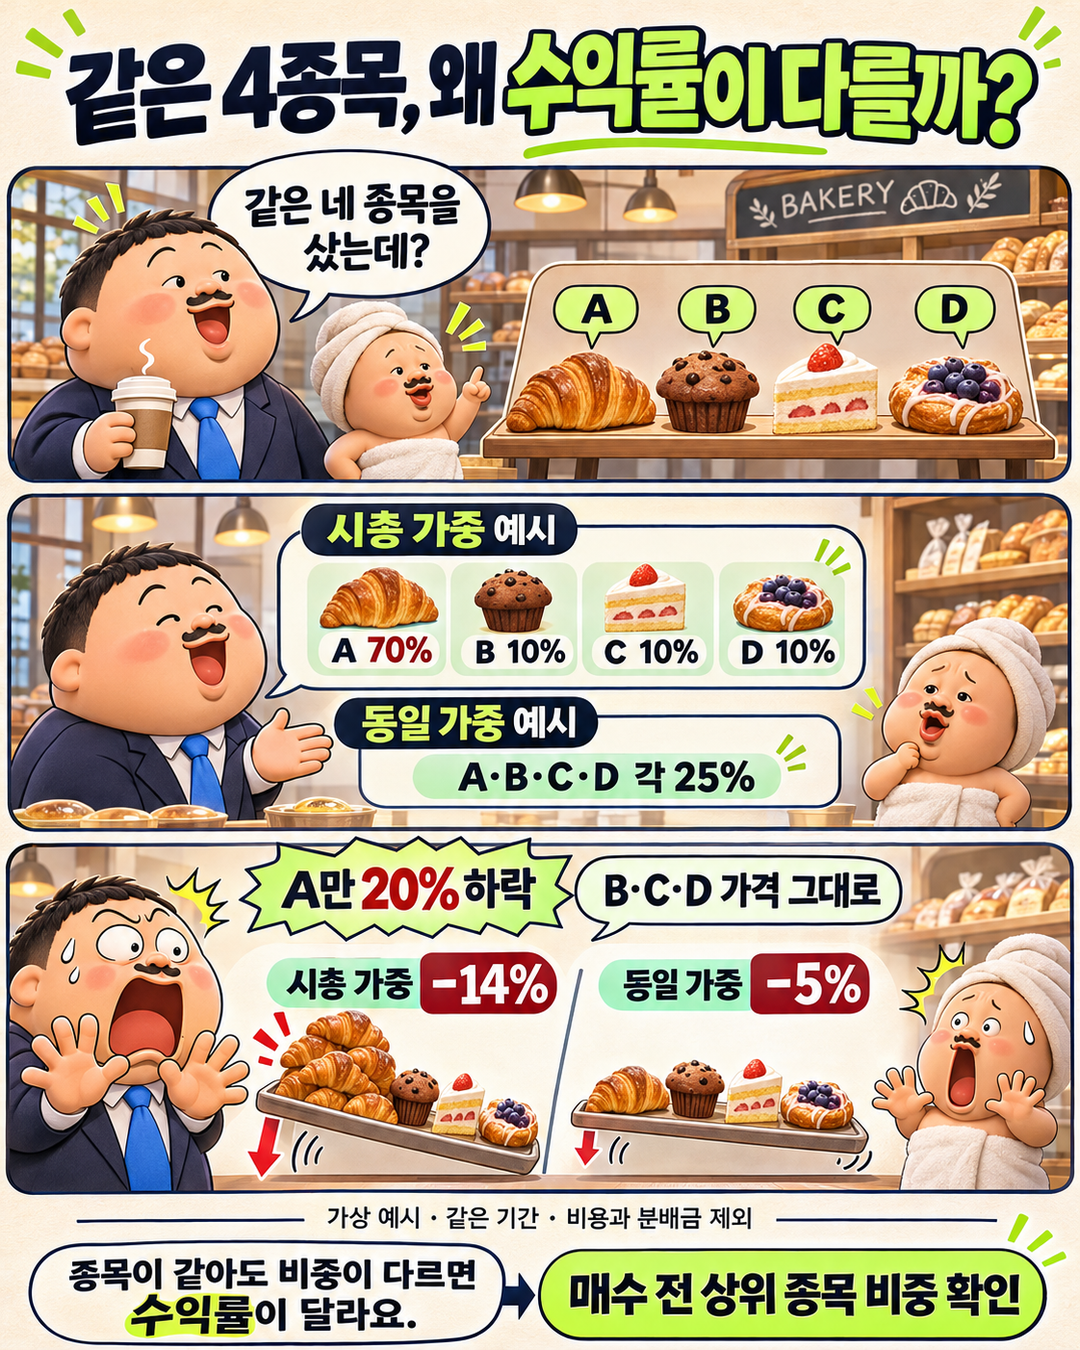 같은 4종목, 왜 수익률이 다를까?
같은 네 종목을
샀는데?
BAKERY
A
B
C
D
시총 가중 예시
A 70%
B 10%
C 10%
D 10%
동일 가중 예시
A·B·C·D 각 25%
A만 20% 하락
B·C·D 가격 그대로
시총 가중 -14%
동일 가중 -5%
가상 예시 · 같은 기간 · 비용과 분배금 제외
종목이 같아도 비중이 다르면
수익률이 달라요.
매수 전 상위 종목 비중 확인